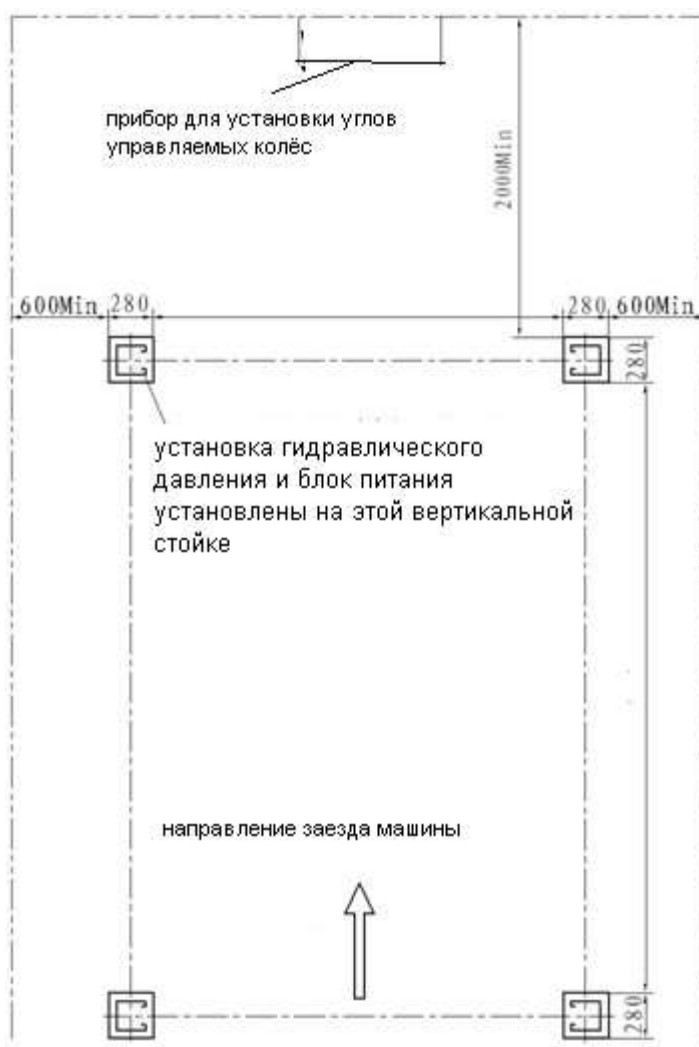 прибор для установки углов
управляемых колёс
2000Min
600Min 280 280 600Min
280
установка гидравлического
давления и блок питания
установлены на этой вертикальной
стойке
направление заезда машины
280